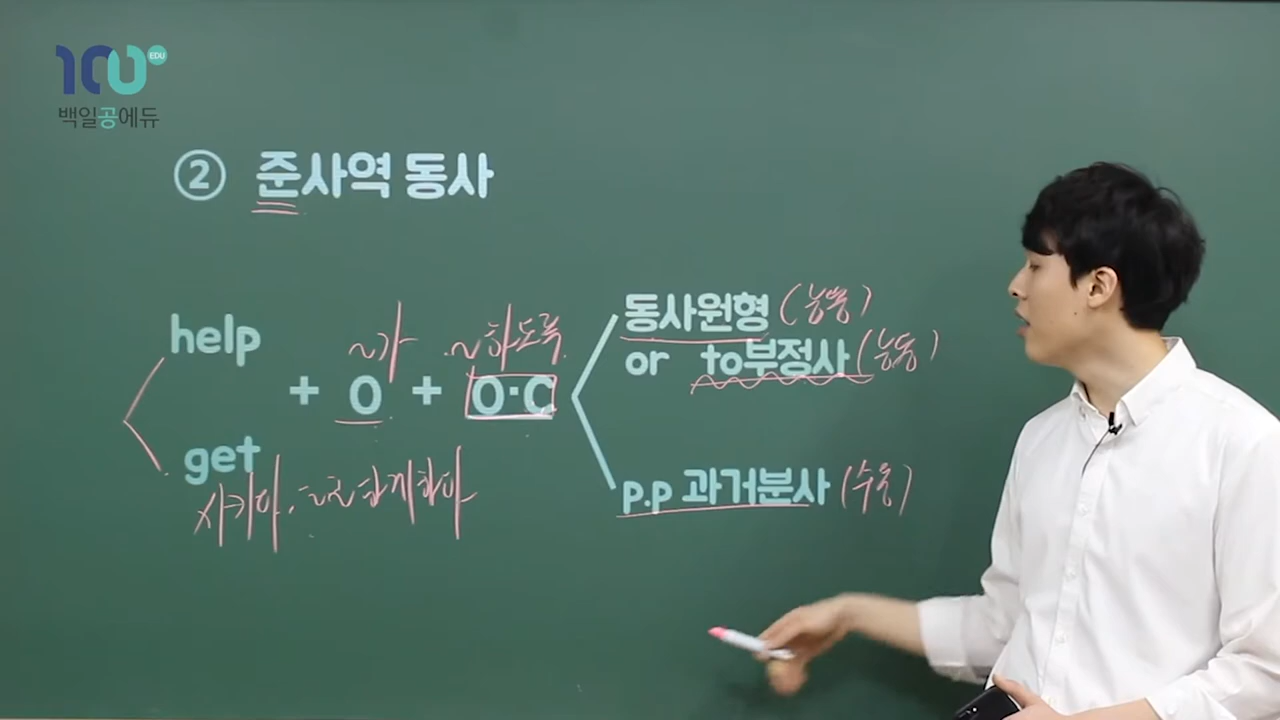 100 EDU
백일공에듀
② 준사역 동사
help
get
+ O + O·C
~가
~하도록
동사원형 (능동)
or to부정사 (능동)
p.p 과거분사 (수동)
시키다,
하게하다